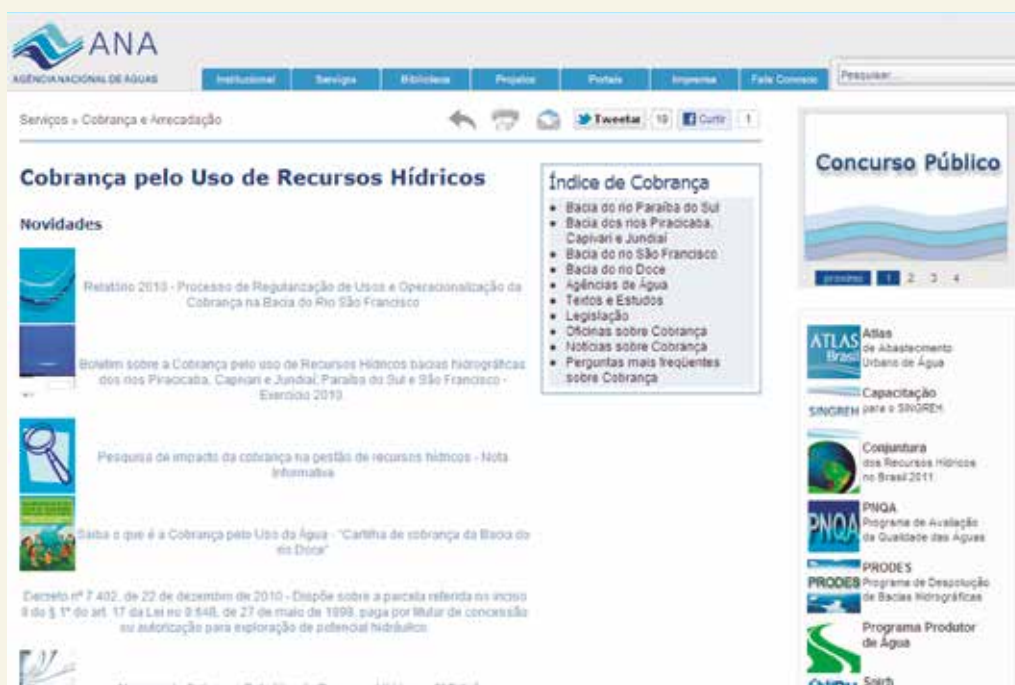 ANA
AGÊNCIA NACIONAL DE ÁGUAS
Institucional Serviços Biblioteca Projetos Portais Imprensa Fale Conosco
Pesquisar...
Serviços » Cobrança e Arrecadação
Tweetar 19 Curtir 1
Cobrança pelo Uso de Recursos Hídricos
Novidades
Relatório 2010 - Processo de Regularização de Usos e Operacionalização da
Cobrança na Bacia do Rio São Francisco
Boletim sobre a Cobrança pelo uso de Recursos Hídricos bacias hidrográficas
dos rios Piracicaba, Capivari e Jundiaí, Paraíba do Sul e São Francisco -
Exercício 2010
Pesquisa de impacto da cobrança na gestão de recursos hídricos - Nota
Informativa
Saiba o que é a Cobrança pelo Uso da Água - "Cartilha de cobrança da Bacia do
rio Doce"
Decreto nº 7.402, de 22 de dezembro de 2010 - Dispõe sobre a parcela referida no inciso
II do § 1º do art. 17 da Lei no 9.648, de 27 de maio de 1998, paga por titular de concessão
ou autorização para exploração de potencial hidráulico.
Índice de Cobrança
• Bacia do rio Paraíba do Sul
• Bacia dos rios Piracicaba,
Capivari e Jundiaí
• Bacia do rio São Francisco
• Bacia do rio Doce
• Agências de Água
• Textos e Estudos
• Legislação
• Oficinas sobre Cobrança
• Notícias sobre Cobrança
• Perguntas mais freqüentes
sobre Cobrança
Concurso Público
1 2 3 4
ATLAS
Brasil
Atlas
de Abastecimento
Urbano de Água
SINGREH
Capacitação
para o SINGREH
Conjuntura
dos Recursos Hídricos
no Brasil 2011
PNQA
PNQA
Programa de Avaliação
da Qualidade das Águas
PRODES
PRODES
Programa de Despoluição
de Bacias Hidrográficas
Programa Produtor
de Água